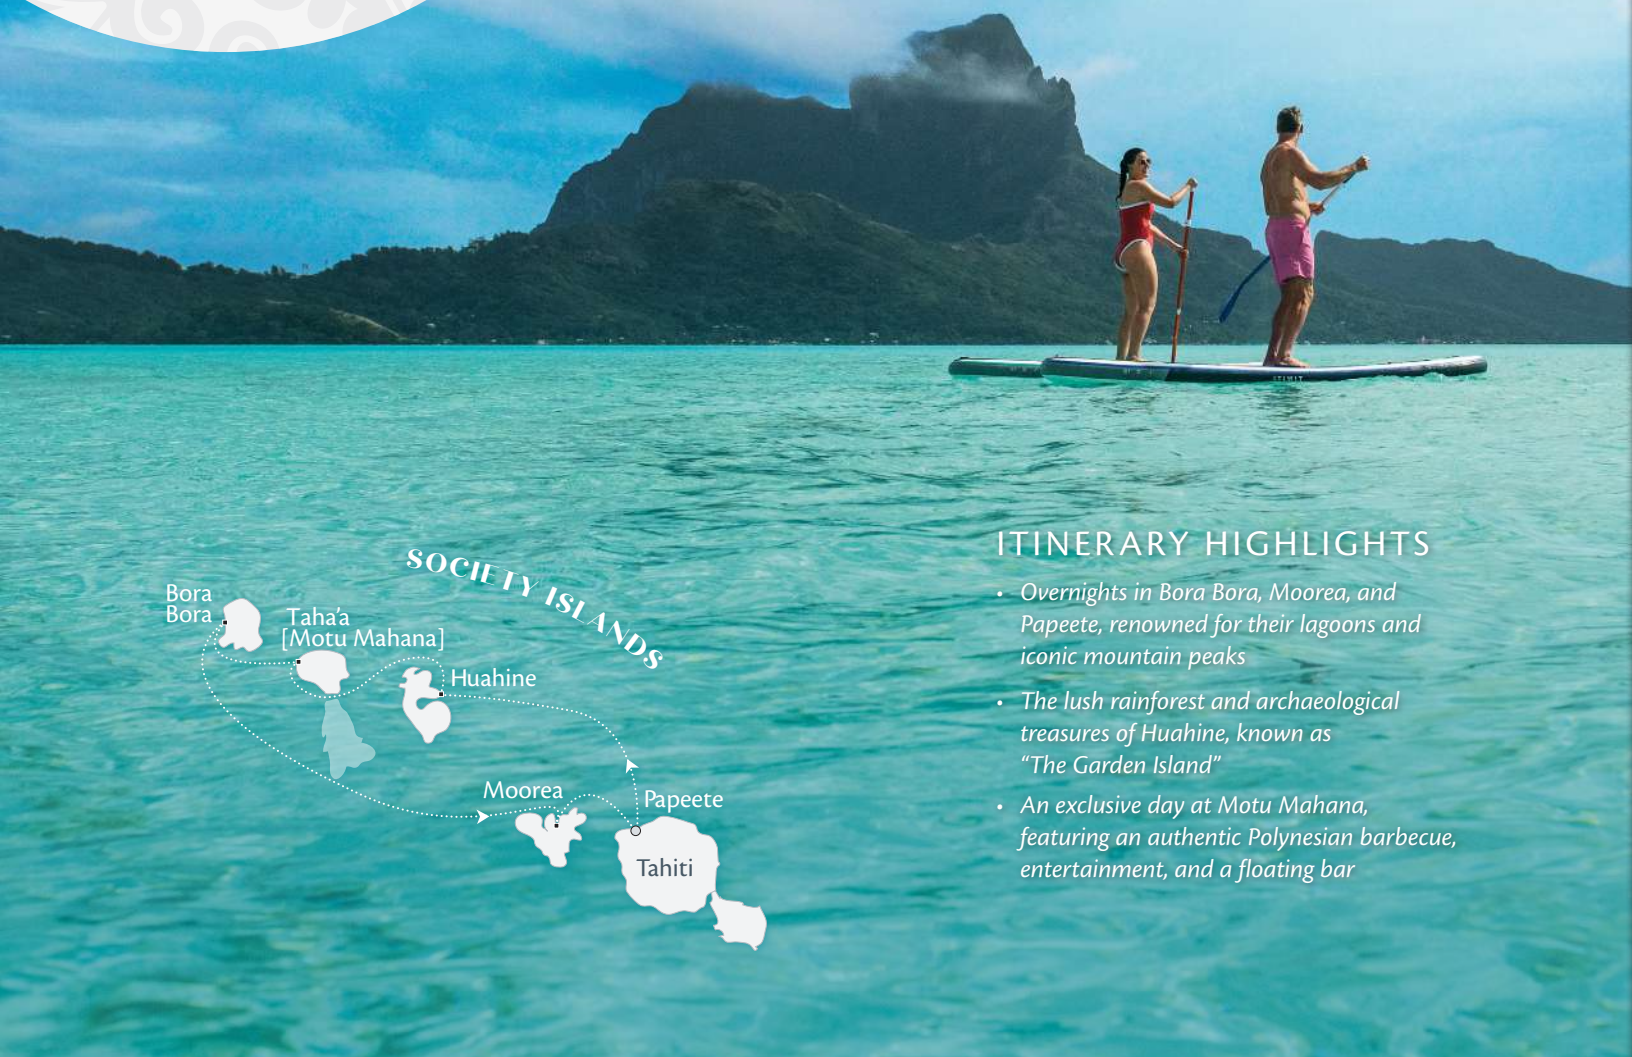 SOCIETY ISLANDS
Bora
Bora
Taha'a
[Motu Mahana]
Huahine
Moorea
Papeete
Tahiti
ITINERARY HIGHLIGHTS
• Overnights in Bora Bora, Moorea, and
Papeete, renowned for their lagoons and
iconic mountain peaks
• The lush rainforest and archaeological
treasures of Huahine, known as
“The Garden Island”
• An exclusive day at Motu Mahana,
featuring an authentic Polynesian barbecue,
entertainment, and a floating bar